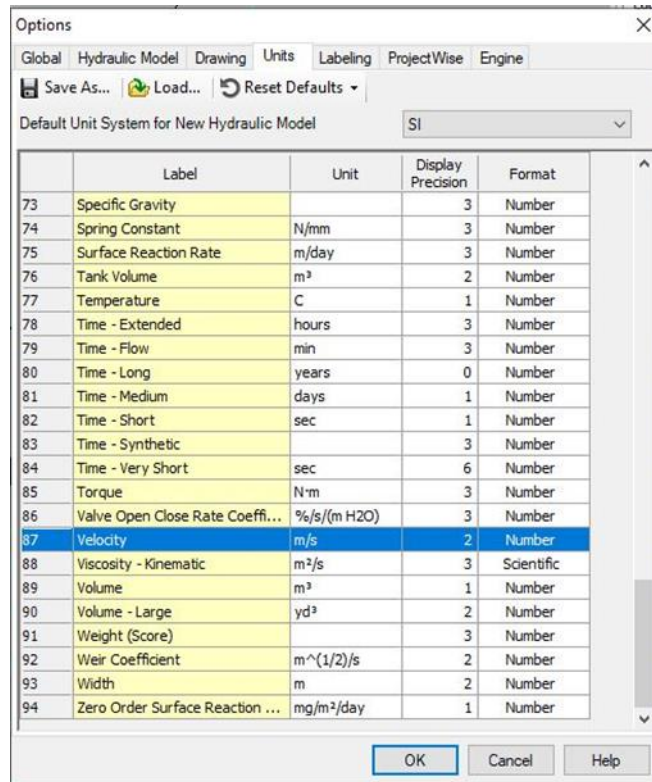 Options
Global Hydraulic Model Drawing Units Labeling ProjectWise Engine
Save As... Load... Reset Defaults
Default Unit System for New Hydraulic Model SI
Label Unit Display Precision Format
73 Specific Gravity 3 Number
74 Spring Constant N/mm 3 Number
75 Surface Reaction Rate m/day 3 Number
76 Tank Volume m³ 2 Number
77 Temperature C 1 Number
78 Time - Extended hours 3 Number
79 Time - Flow min 3 Number
80 Time - Long years 0 Number
81 Time - Medium days 1 Number
82 Time - Short sec 1 Number
83 Time - Synthetic 3 Number
84 Time - Very Short sec 6 Number
85 Torque N·m 3 Number
86 Valve Open Close Rate Coeffi... %/s/(m H2O) 3 Number
87 Velocity m/s 2 Number
88 Viscosity - Kinematic m²/s 3 Scientific
89 Volume m³ 1 Number
90 Volume - Large yd³ 2 Number
91 Weight (Score) 3 Number
92 Weir Coefficient m^(1/2)/s 2 Number
93 Width m 2 Number
94 Zero Order Surface Reaction ... mg/m²/day 1 Number
OK Cancel Help